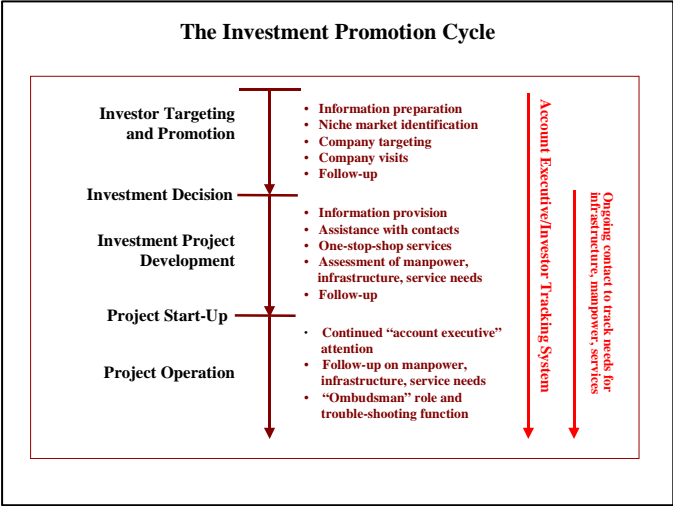 The Investment Promotion Cycle
Investor Targeting
and Promotion
• Information preparation
• Niche market identification
• Company targeting
• Company visits
• Follow-up
Investment Decision
Investment Project
Development
• Information provision
• Assistance with contacts
• One-stop-shop services
• Assessment of manpower,
infrastructure, service needs
• Follow-up
Project Start-Up
Project Operation
• Continued “account executive”
attention
• Follow-up on manpower,
infrastructure, service needs
• “Ombudsman” role and
trouble-shooting function
Account Executive/Investor Tracking System
Ongoing contact to track needs for
infrastructure, manpower, services